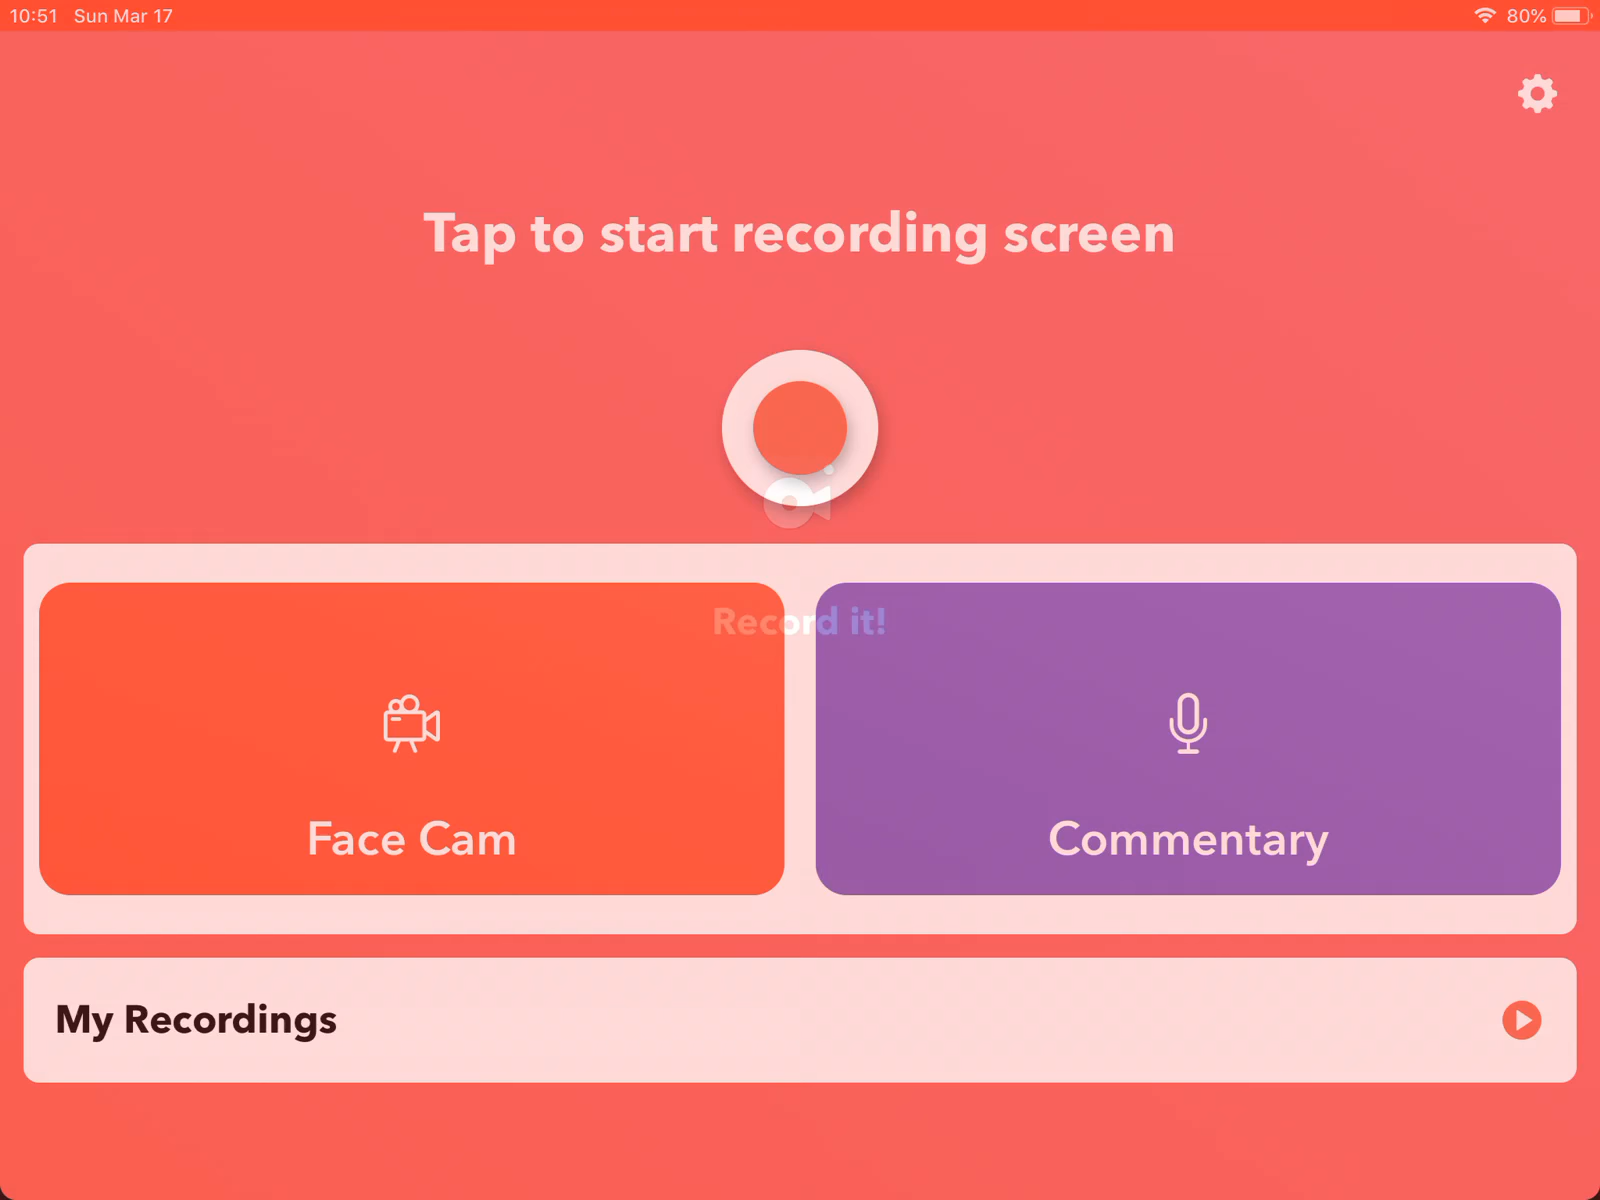 10:51 Sun Mar 17 80%
Tap to start recording screen
Record it!
Face Cam Commentary
My Recordings